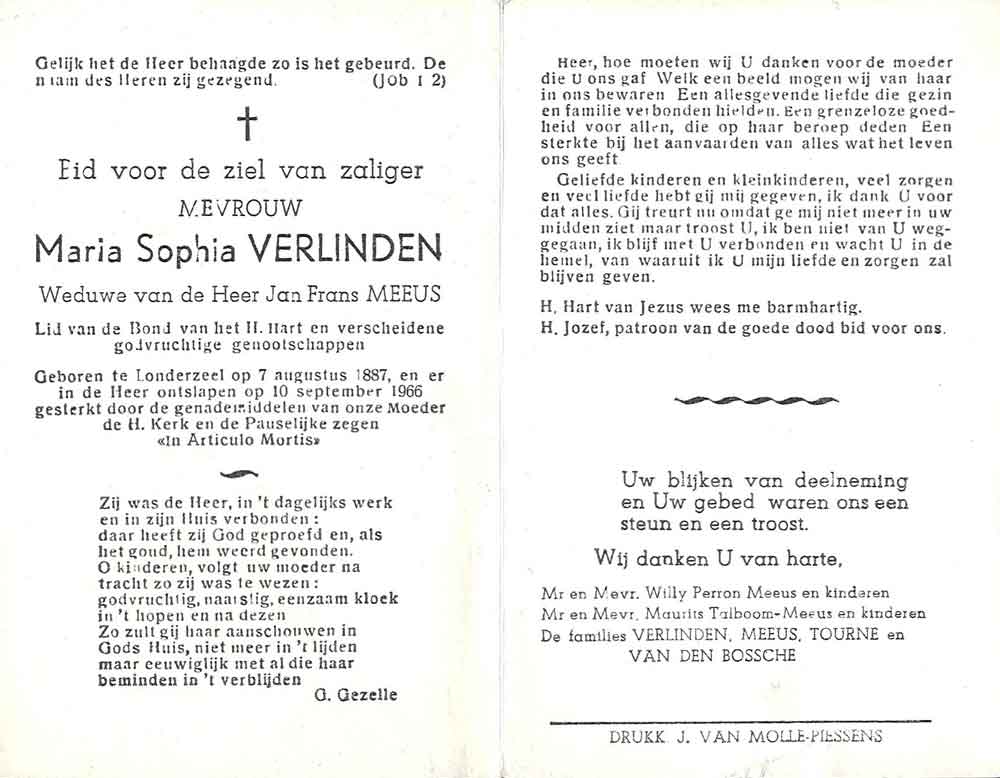 Gelijk het de Heer behaagde zo is het gebeurd. De
naam des Heren zij gezegend. (Job 1 2)
Bid voor de ziel van zaliger
MEVROUW
Maria Sophia VERLINDEN
Weduwe van de Heer Jan Frans MEEUS
Lid van de Bond van het H. Hart en verscheidene
godvruchtige genootschappen
Geboren te Londerzeel op 7 augustus 1887, en er
in de Heer ontslapen op 10 september 1966
gesterkt door de genademiddelen van onze Moeder
de H. Kerk en de Pauselijke zegen
«In Articulo Mortis»
Zij was de Heer, in 't dagelijks werk
en in zijn Huis verbonden :
daar heeft zij God geproefd en, als
het goud, hem weerd gevonden.
O kinderen, volgt uw moeder na
tracht zo zij was te wezen :
godvruchtig, naarstig, eenzaam kloek
in 't hopen en na dezen
Zo zult gij haar aanschouwen in
Gods Huis, niet meer in 't lijden
maar eeuwiglijk met al die haar
beminden in 't verblijden
G. Gezelle
Heer, hoe moeten wij U danken voor de moeder
die U ons gaf Welk een beeld mogen wij van haar
in ons bewaren Een allesgevende liefde die gezin
en familie verbonden hielden. Een grenzeloze goed-
heid voor allen, die op haar beroep deden Een
sterkte bij het aanvaarden van alles wat het leven
ons geeft
Geliefde kinderen en kleinkinderen, veel zorgen
en veel liefde hebt gij mij gegeven, ik dank U voor
dat alles. Gij treurt nu omdat ge mij niet meer in uw
midden ziet maar troost U, ik ben niet van U weg-
gegaan, ik blijf met U verbonden en wacht U in de
hemel, van waaruit ik U mijn liefde en zorgen zal
blijven geven.
H. Hart van Jezus wees me barmhartig.
H. Jozef, patroon van de goede dood bid voor ons.
Uw blijken van deelneming
en Uw gebed waren ons een
steun en een troost.
Wij danken U van harte,
Mr en Mevr. Willy Perron Meeus en kinderen
Mr en Mevr. Maurits Talboom-Meeus en kinderen
De families VERLINDEN, MEEUS, TOURNE en
VAN DEN BOSSCHE
DRUKK. J. VAN MOLLE-PIESSENS